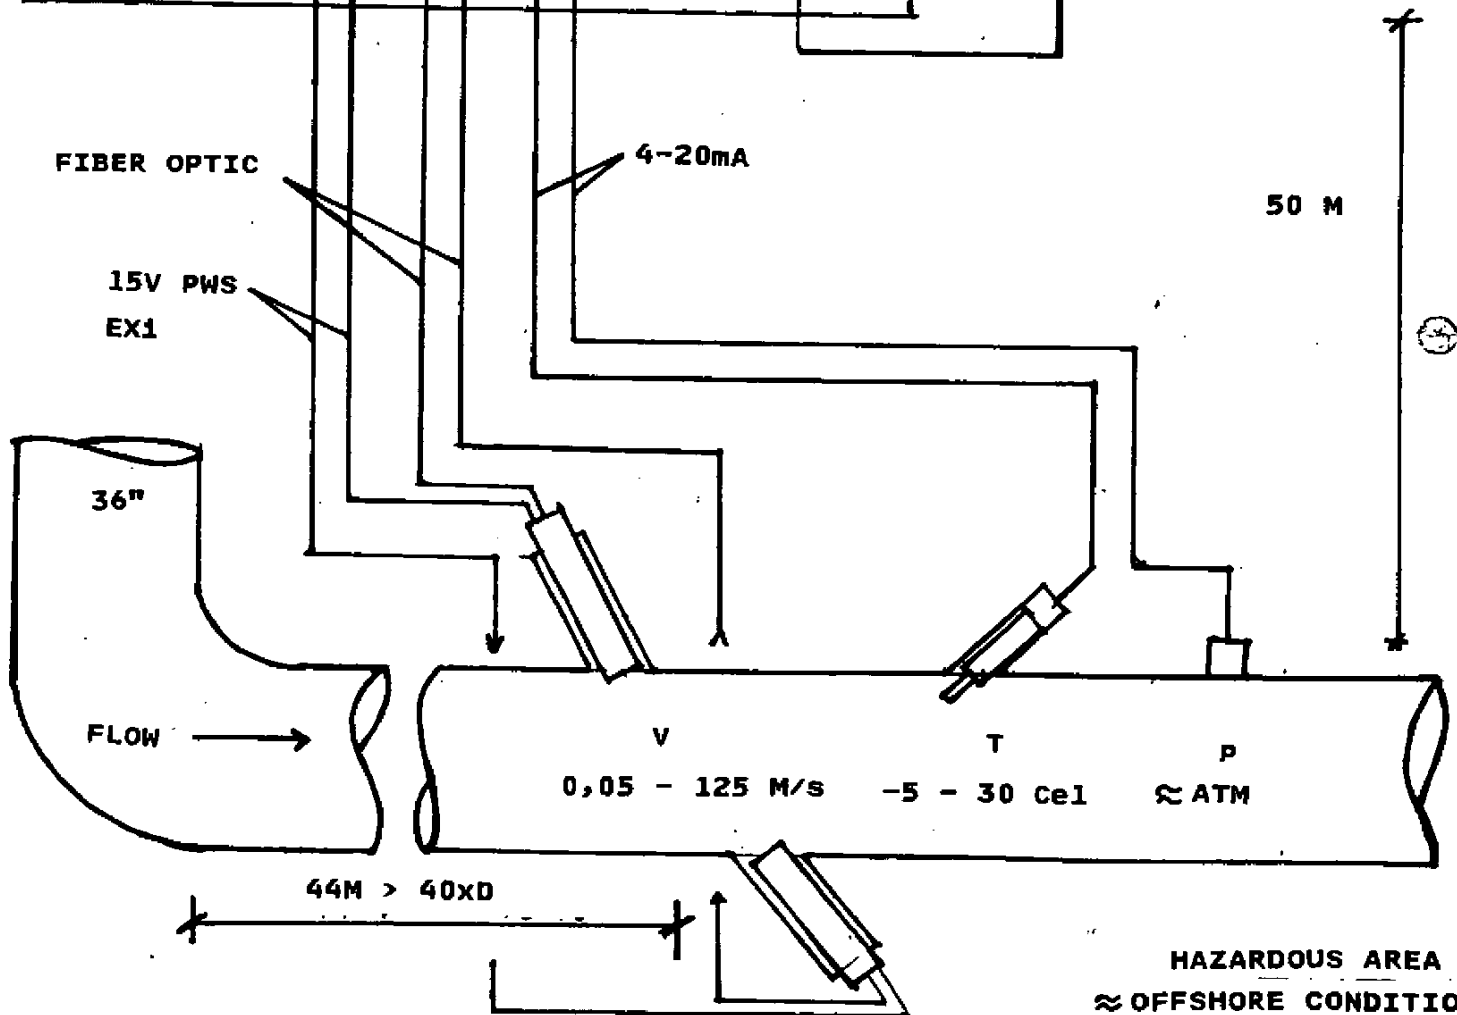 FIBER OPTIC
4-20mA
50 M
15V PWS
EXi
36"
FLOW
V
T
P
0,05 - 125 M/s
-5 - 30 Cel
≈ ATM
44M > 40xD
HAZARDOUS AREA
≈ OFFSHORE CONDITIO